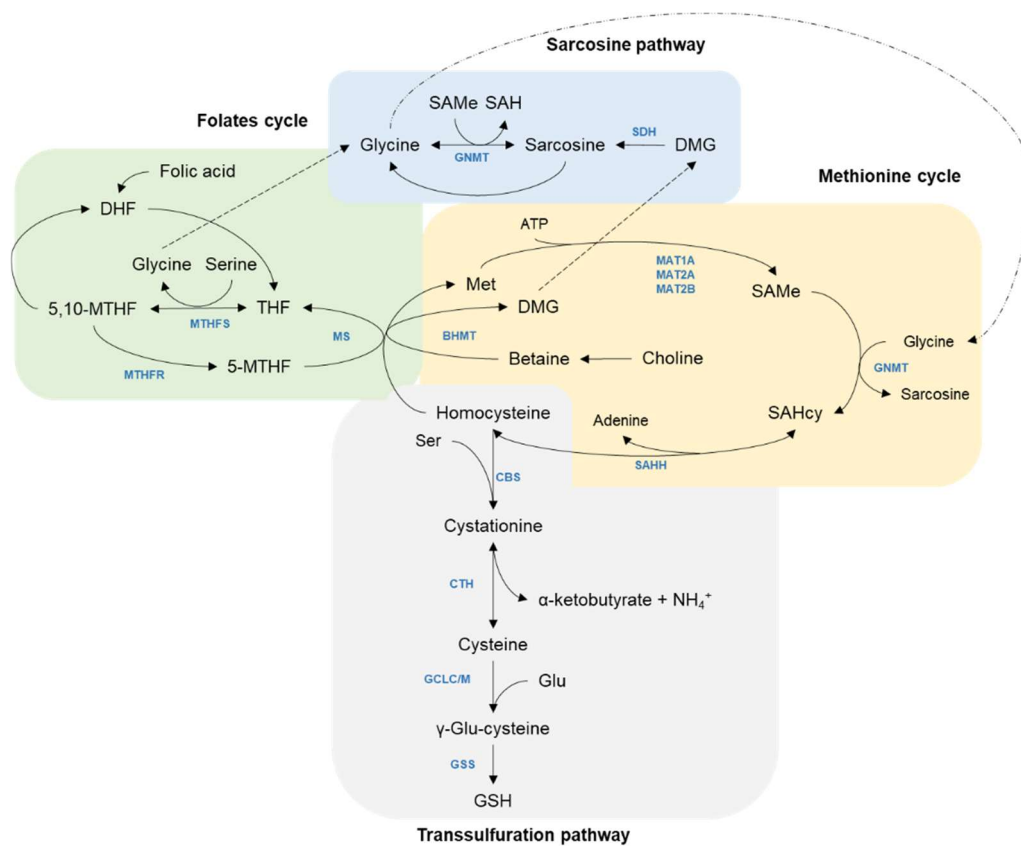 Sarcosine pathway
SAMe SAH
Folates cycle
SDH
Glycine
Sarcosine
DMG
GNMT
Folic acid
Methionine cycle
DHF
ATP
Glycine Serine
MAT1A
MAT2A
MAT2B
Met
SAMe
5,10-MTHF
THF
DMG
MTHFS
MS
BHMT
Glycine
Betaine
Choline
GNMT
5-MTHF
MTHFR
Sarcosine
Homocysteine
Adenine
SAHcy
Ser
SAHH
CBS
Cystationine
CTH
α-ketobutyrate + NH₄⁺
Cysteine
GCLC/M
Glu
γ-Glu-cysteine
GSS
GSH
Transsulfuration pathway